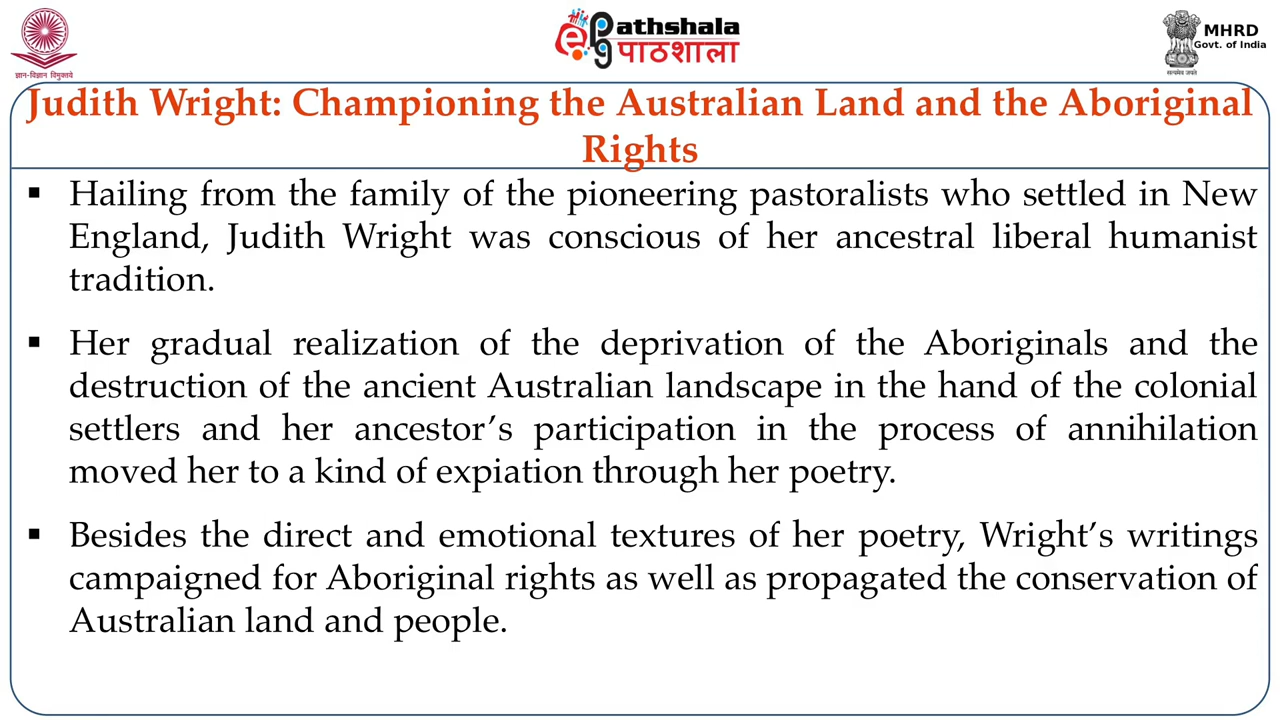 ज्ञान-विज्ञान विमुक्तये
ePathshala
पाठशाला
MHRD
Govt. of India
सत्यमेव जयते
Judith Wright: Championing the Australian Land and the Aboriginal
Rights
▪ Hailing from the family of the pioneering pastoralists who settled in New
England, Judith Wright was conscious of her ancestral liberal humanist
tradition.
▪ Her gradual realization of the deprivation of the Aboriginals and the
destruction of the ancient Australian landscape in the hand of the colonial
settlers and her ancestor’s participation in the process of annihilation
moved her to a kind of expiation through her poetry.
▪ Besides the direct and emotional textures of her poetry, Wright’s writings
campaigned for Aboriginal rights as well as propagated the conservation of
Australian land and people.